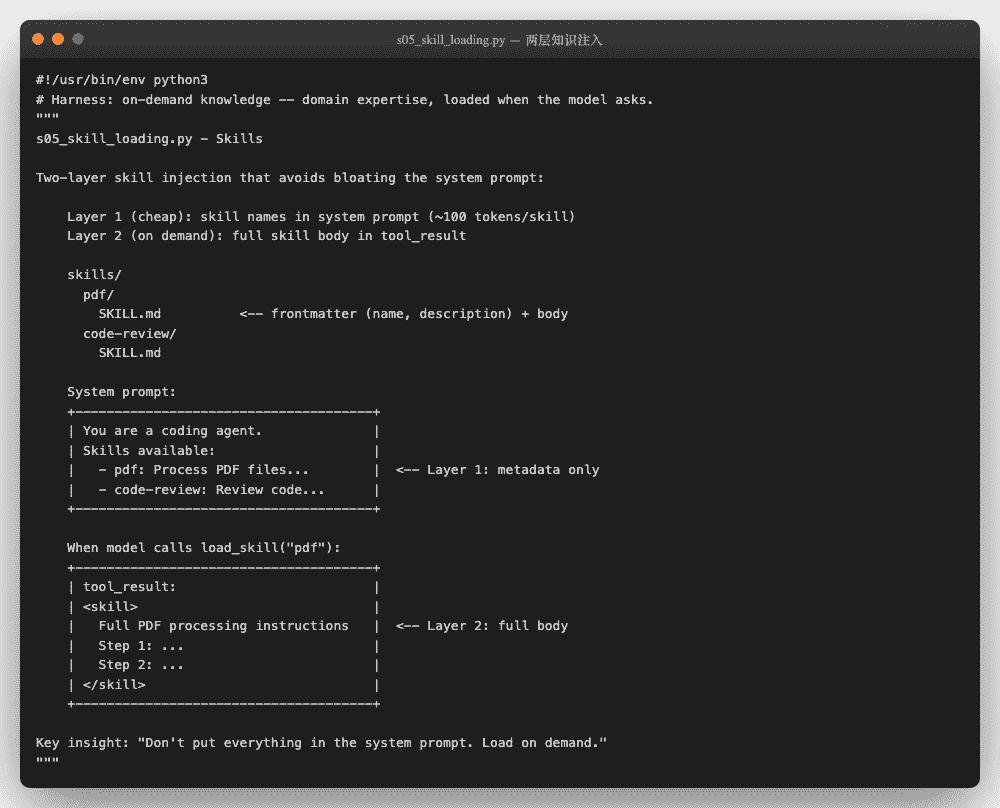 s05_skill_loading.py — 两层知识注入
#!/usr/bin/env python3
# Harness: on-demand knowledge -- domain expertise, loaded when the model asks.
"""
s05_skill_loading.py - Skills

Two-layer skill injection that avoids bloating the system prompt:

    Layer 1 (cheap): skill names in system prompt (~100 tokens/skill)
    Layer 2 (on demand): full skill body in tool_result

    skills/
      pdf/
        SKILL.md          <-- frontmatter (name, description) + body
      code-review/
        SKILL.md

    System prompt:
    +--------------------------------------+
    | You are a coding agent.              |
    | Skills available:                    |
    |   - pdf: Process PDF files...        |  <-- Layer 1: metadata only
    |   - code-review: Review code...      |
    +--------------------------------------+

    When model calls load_skill("pdf"):
    +--------------------------------------+
    | tool_result:                         |
    | <skill>                              |
    |   Full PDF processing instructions   |  <-- Layer 2: full body
    |   Step 1: ...                        |
    |   Step 2: ...                        |
    | </skill>                             |
    +--------------------------------------+

Key insight: "Don't put everything in the system prompt. Load on demand."
"""